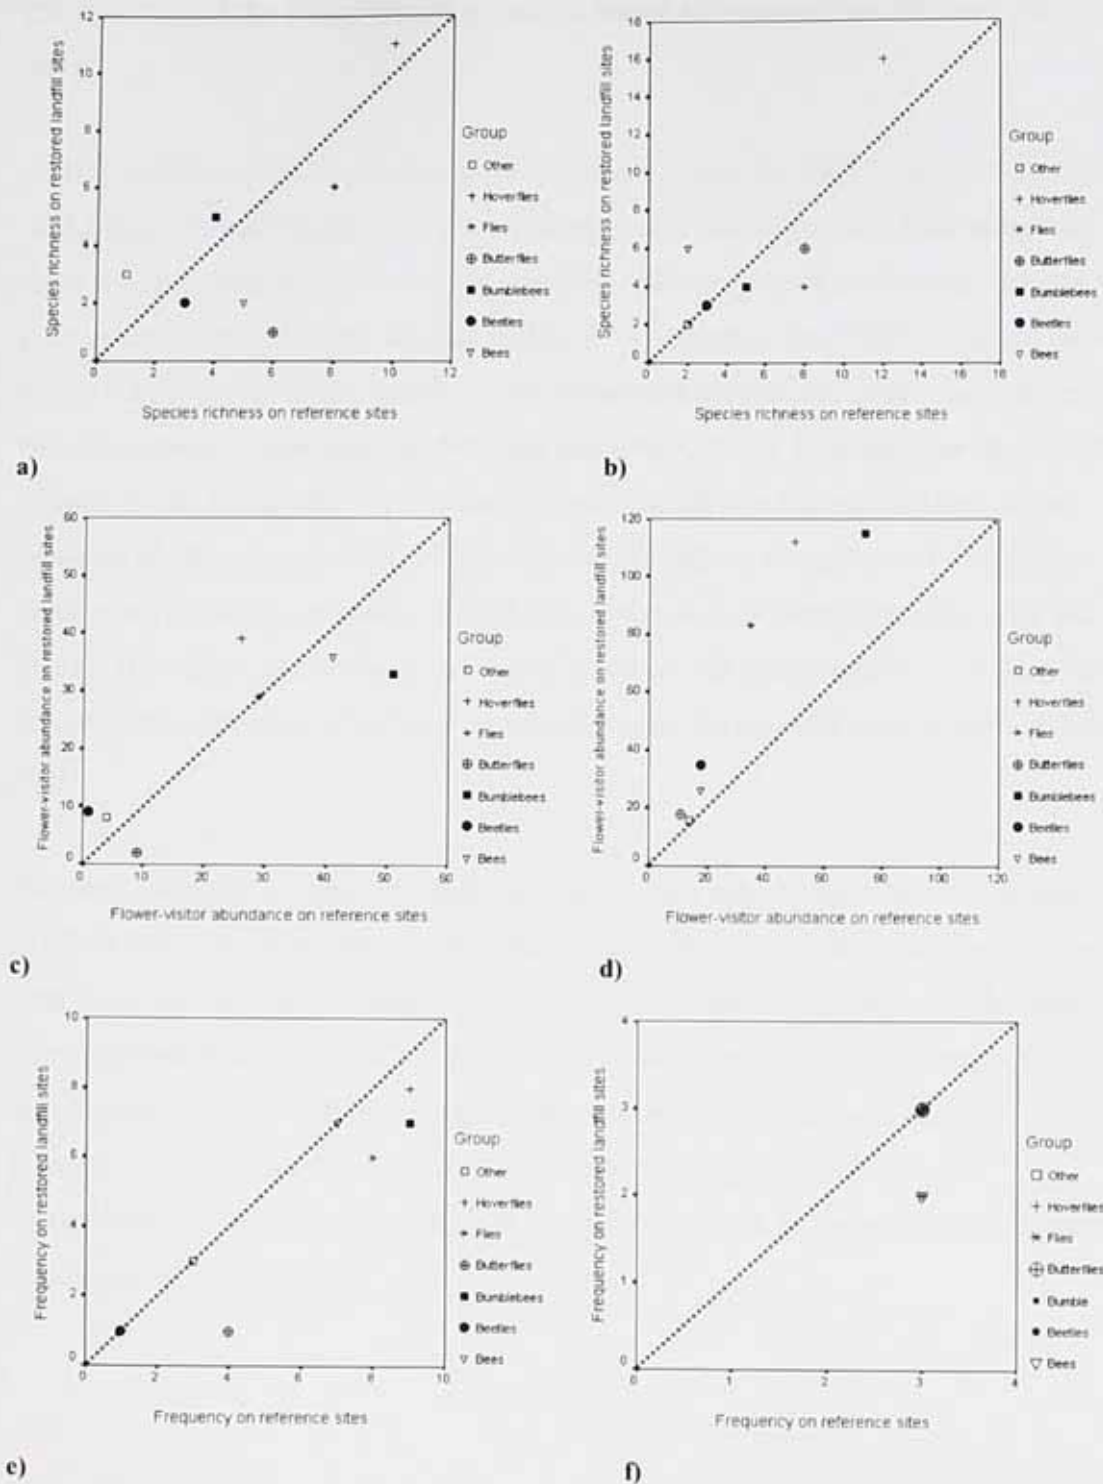 Species richness on restored landfill sites
12
10
8
6
4
2
0
0 2 4 6 8 10 12
Species richness on reference sites
Group
Other
Hoverflies
Flies
Butterflies
Bumblebees
Beetles
Bees
a)
Species richness on restored landfill sites
18
16
14
12
10
8
6
4
2
0
0 2 4 6 8 10 12 14 16 18
Species richness on reference sites
Group
Other
Hoverflies
Flies
Butterflies
Bumblebees
Beetles
Bees
b)
Flower-visitor abundance on restored landfill sites
60
50
40
30
20
10
0
0 10 20 30 40 50 60
Flower-visitor abundance on reference sites
Group
Other
Hoverflies
Flies
Butterflies
Bumblebees
Beetles
Bees
c)
Flower-visitor abundance on restored landfill sites
120
100
80
60
40
20
0
0 20 40 60 80 100 120
Flower-visitor abundance on reference sites
Group
Other
Hoverflies
Flies
Butterflies
Bumblebees
Beetles
Bees
d)
Frequency on restored landfill sites
10
8
6
4
2
0
0 2 4 6 8 10
Frequency on reference sites
Group
Other
Hoverflies
Flies
Butterflies
Bumblebees
Beetles
Bees
e)
Frequency on restored landfill sites
4
3
2
1
0
0 1 2 3 4
Frequency on reference sites
Group
Other
Hoverflies
Flies
Butterflies
Bumble
Beetles
Bees
f)